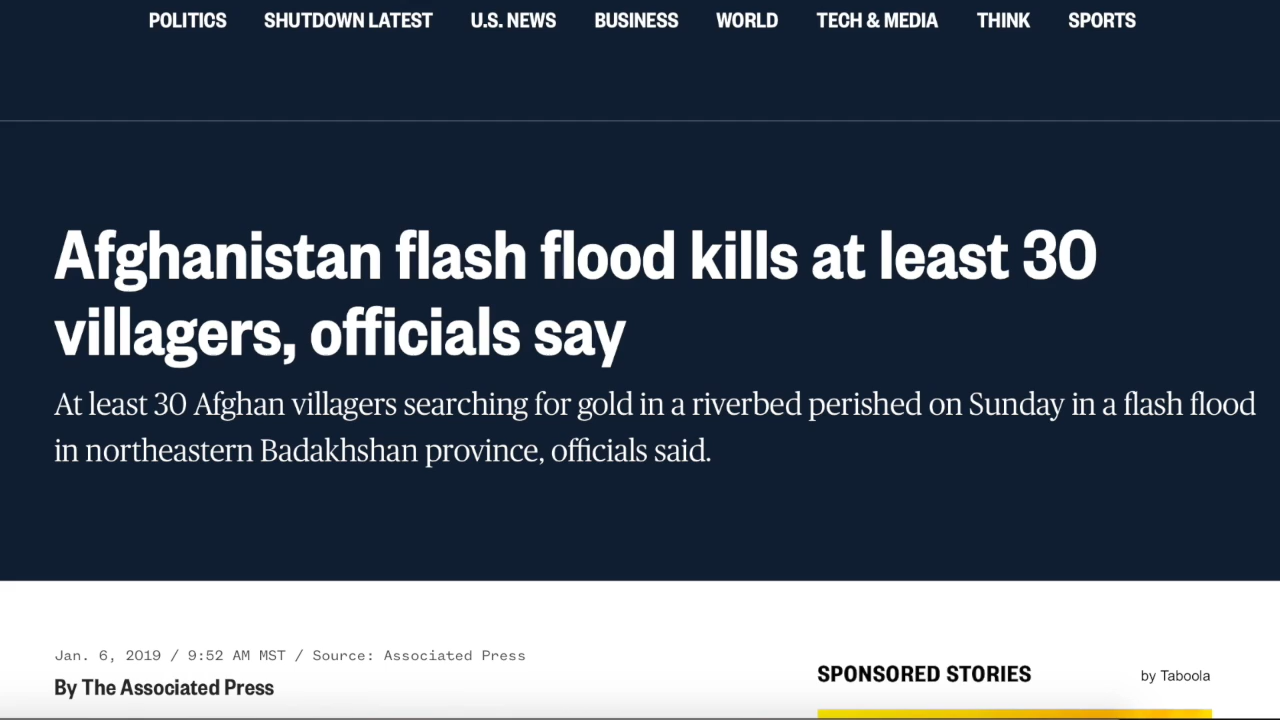 POLITICS SHUTDOWN LATEST U.S. NEWS BUSINESS WORLD TECH & MEDIA THINK SPORTS
Afghanistan flash flood kills at least 30
villagers, officials say
At least 30 Afghan villagers searching for gold in a riverbed perished on Sunday in a flash flood
in northeastern Badakhshan province, officials said.
Jan. 6, 2019 / 9:52 AM MST / Source: Associated Press
By The Associated Press
SPONSORED STORIES
by Taboola